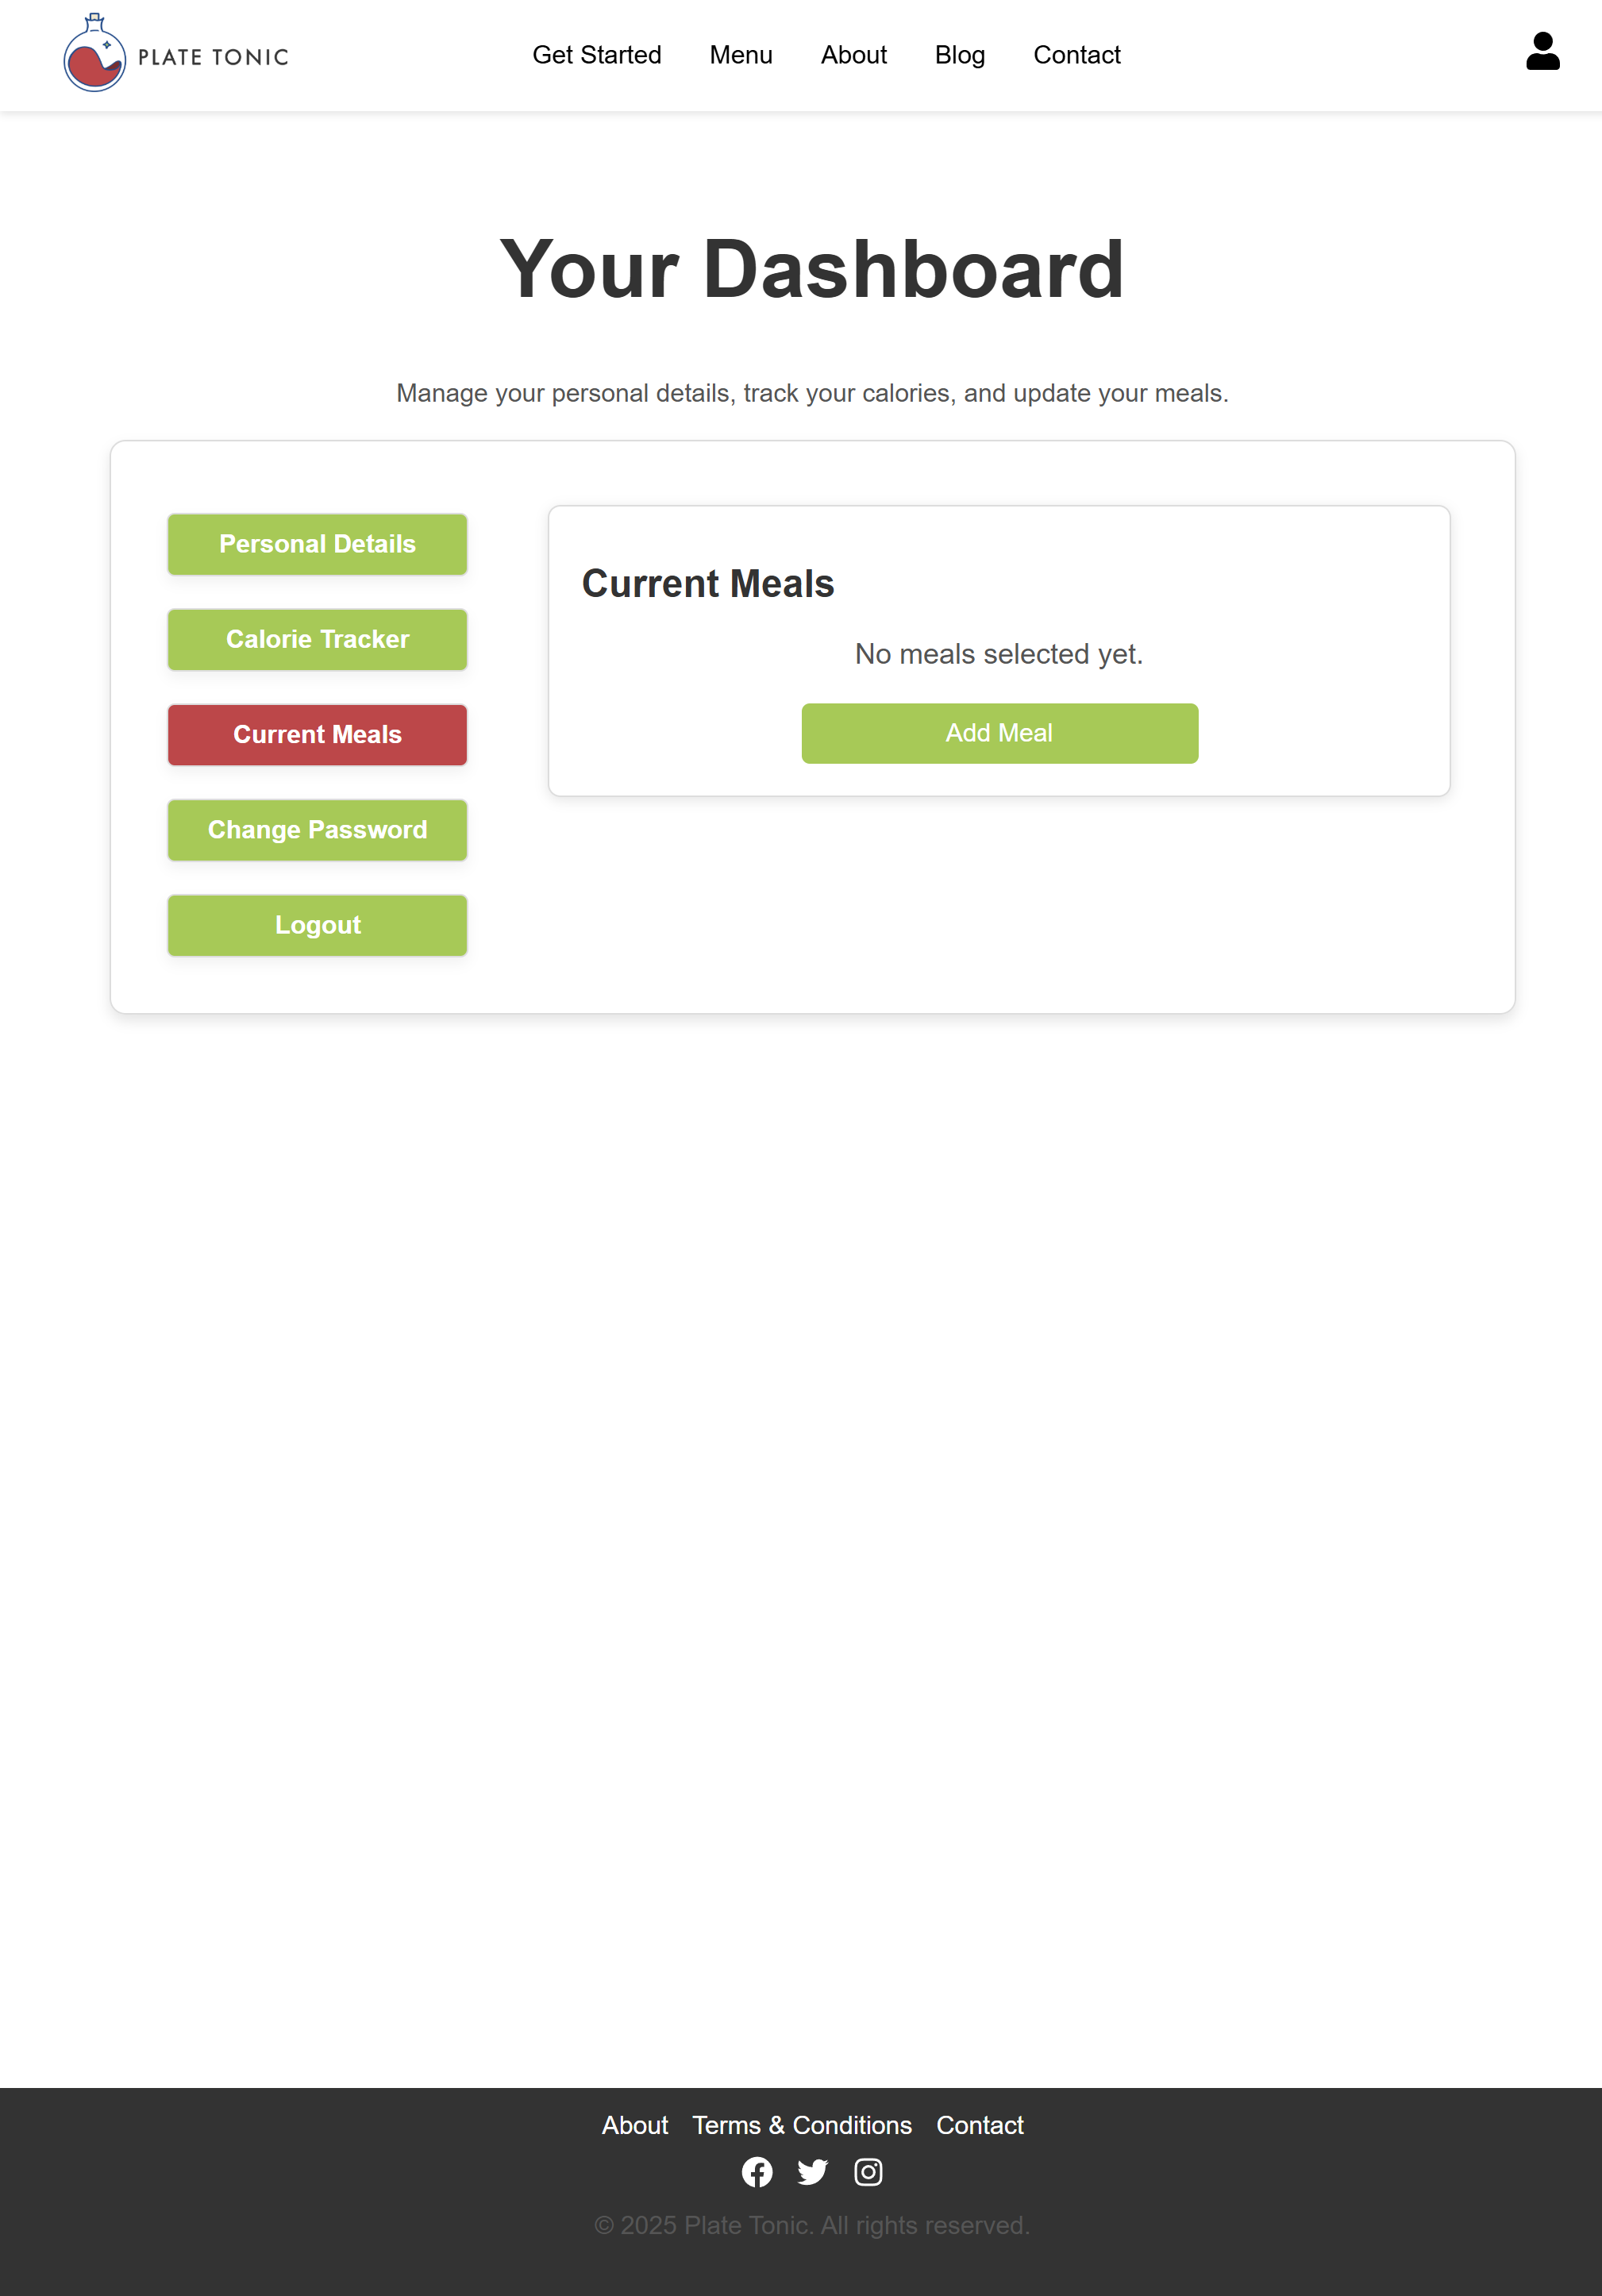 PLATE TONIC
Get Started Menu About Blog Contact
Your Dashboard
Manage your personal details, track your calories, and update your meals.
Personal Details
Calorie Tracker
Current Meals
Change Password
Logout
Current Meals
No meals selected yet.
Add Meal
About Terms & Conditions Contact
© 2025 Plate Tonic. All rights reserved.